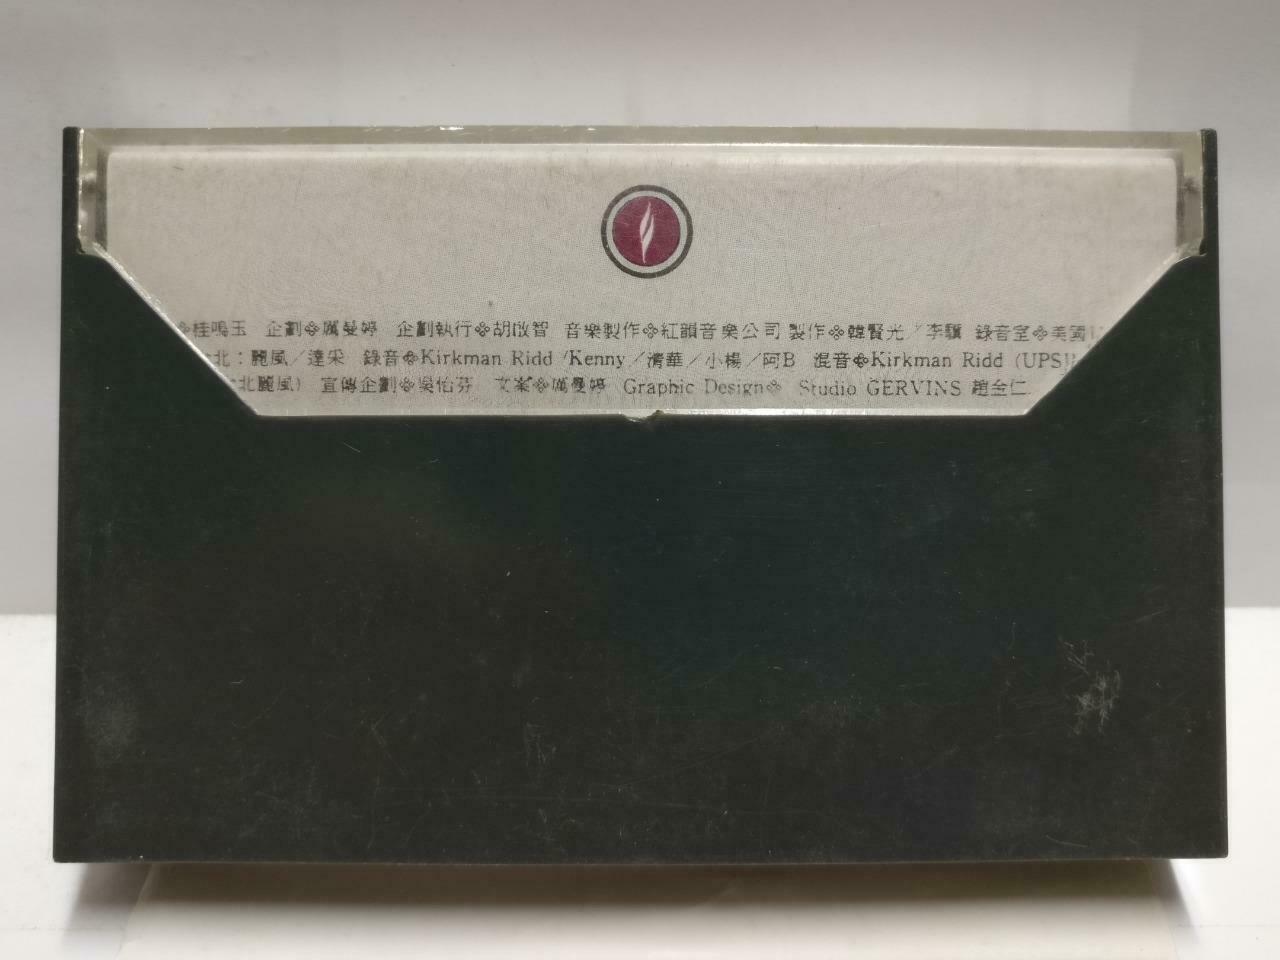 ❖桂鳴玉 企劃❖厲曼婷 企劃執行❖胡啟智 音樂製作❖紅韻音樂公司 製作❖韓賢光／李驥 錄音室❖美國
北：麗風／達采 錄音❖Kirkman Ridd /Kenny／清華／小楊／阿B 混音❖Kirkman Ridd (UPS)
北麗風) 宣傳企劃❖吳怡芬 文案❖厲曼婷 Graphic Design❖ Studio GERVINS 趙全仁